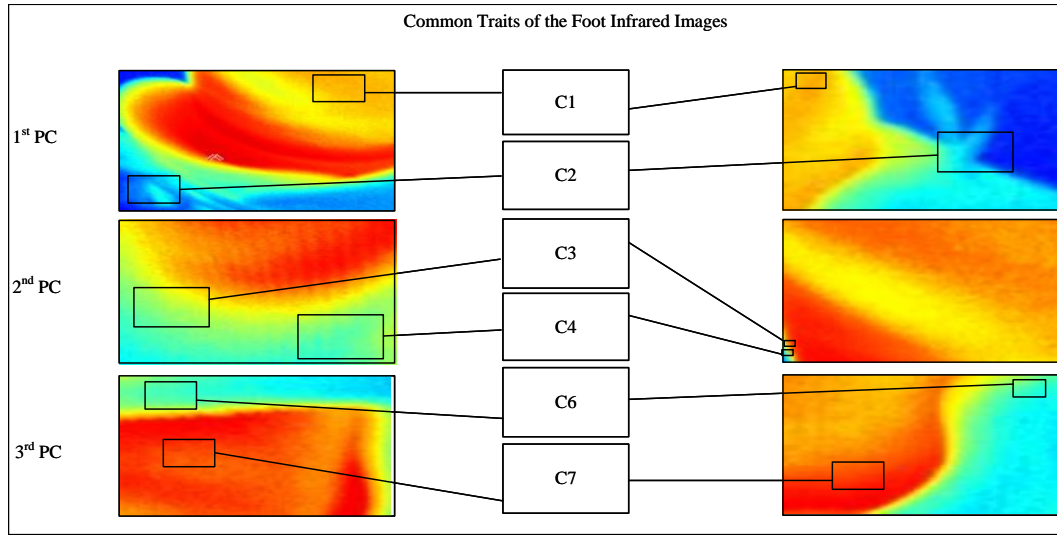 Common Traits of the Foot Infrared Images
1st PC
C1
C2
2nd PC
C3
C4
3rd PC
C6
C7